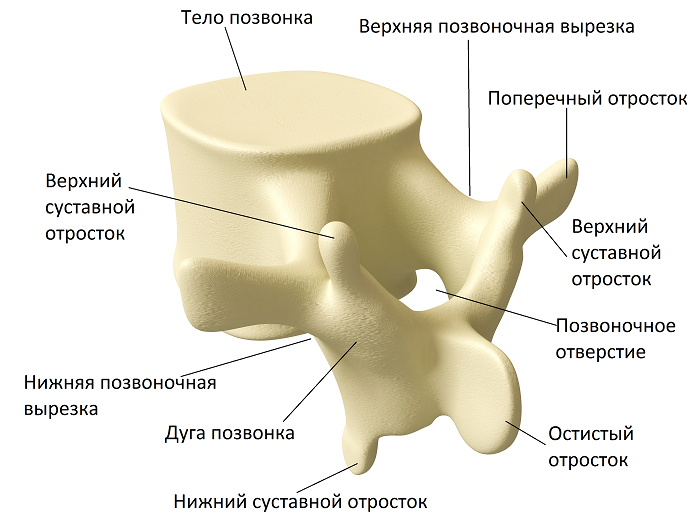 Тело позвонка
Верхняя позвоночная вырезка
Поперечный отросток
Верхний
суставной
отросток
Верхний
суставной
отросток
Позвоночное
отверстие
Нижняя позвоночная
вырезка
Дуга позвонка
Остистый
отросток
Нижний суставной отросток